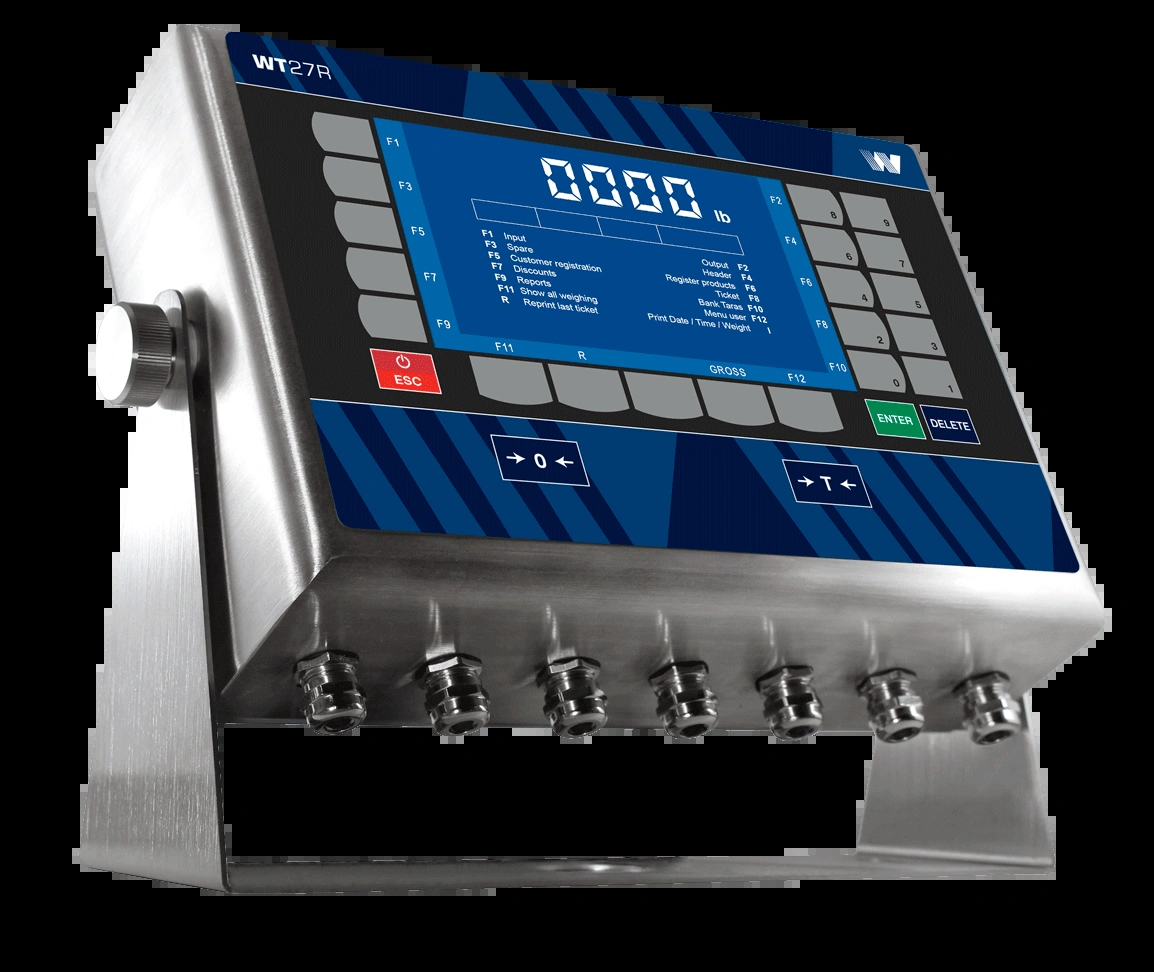 WT27R
W
0000 lb
F1 Input
F3 Spare
F5 Customer registration
F7 Discounts
F9 Reports
F11 Show all weighing
R Reprint last ticket
Output F2
Header F4
Register products F6
Ticket F8
Bank Taras F10
Menu user F12
Print Date / Time / Weight I
F1
F3
F5
F7
F9
F2
F4
F6
F8
F10
F11 R GROSS F12
8 9
6 7
4 5
2 3
0 1
ESC
ENTER DELETE
→ 0 ←
→ T ←